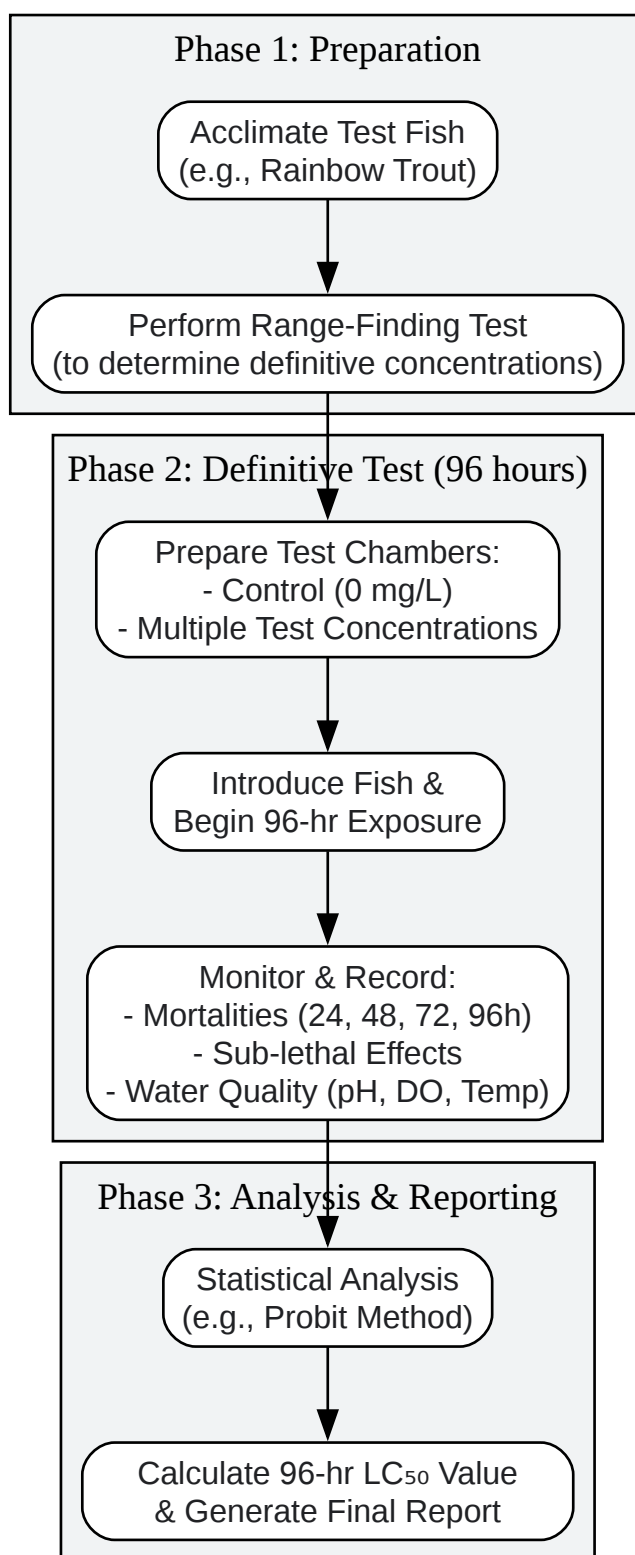 Phase 1: Preparation
Acclimate Test Fish
(e.g., Rainbow Trout)
Perform Range-Finding Test
(to determine definitive concentrations)
Phase 2: Definitive Test (96 hours)
Prepare Test Chambers:
- Control (0 mg/L)
- Multiple Test Concentrations
Introduce Fish &
Begin 96-hr Exposure
Monitor & Record:
- Mortalities (24, 48, 72, 96h)
- Sub-lethal Effects
- Water Quality (pH, DO, Temp)
Phase 3: Analysis & Reporting
Statistical Analysis
(e.g., Probit Method)
Calculate 96-hr LC₅₀ Value
& Generate Final Report